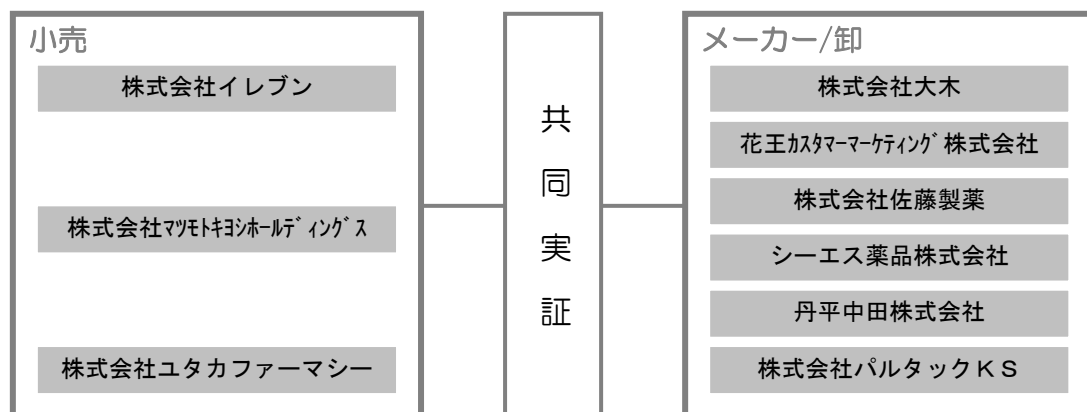 小売
株式会社イレブン
株式会社ﾏﾂﾓﾄｷﾖｼﾎｰﾙﾃﾞｨﾝｸﾞｽ
株式会社ユタカファーマシー
共同実証
メーカー/卸
株式会社大木
花王ｶｽﾀﾏｰﾏｰｹﾃｨﾝｸﾞ株式会社
株式会社佐藤製薬
シーエス薬品株式会社
丹平中田株式会社
株式会社パルタックＫＳ